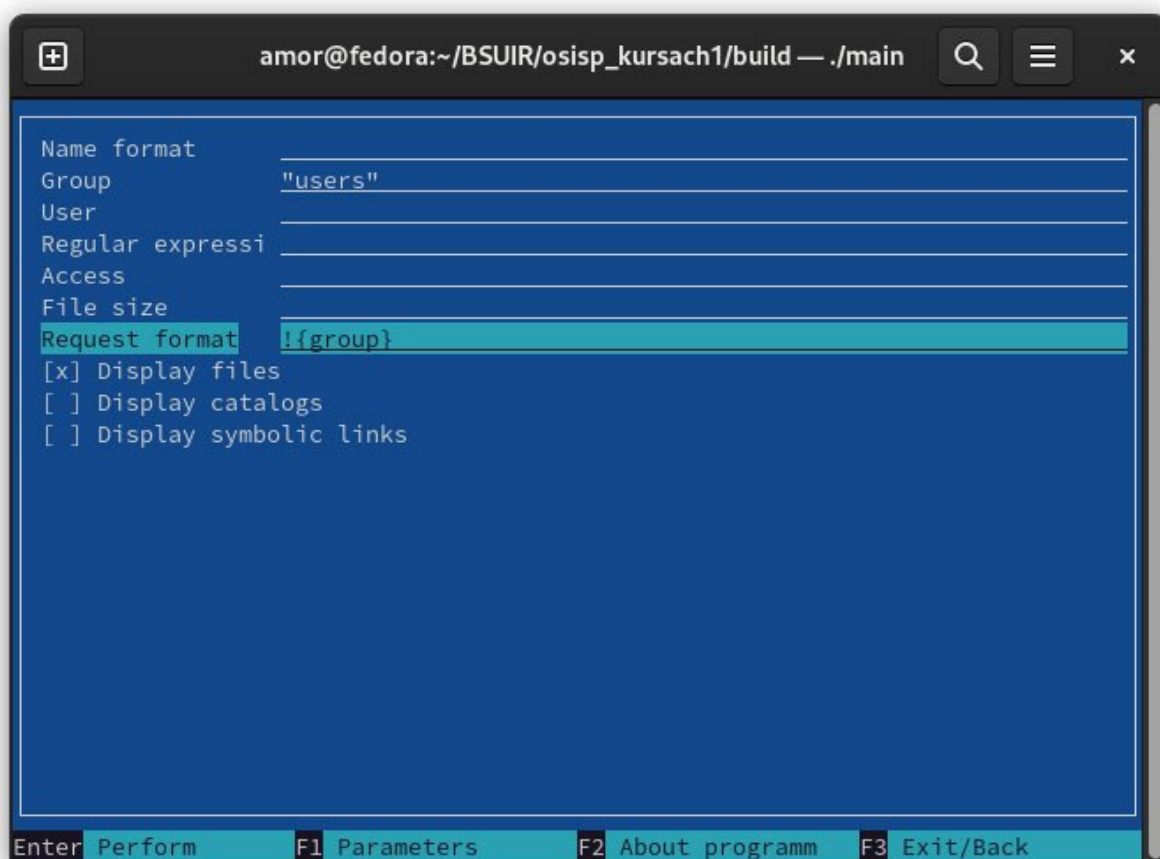 amor@fedora:~/BSUIR/osisp_kursach1/build — ./main
Name format
Group "users"
User
Regular expressi
Access
File size
Request format !{group}
[x] Display files
[ ] Display catalogs
[ ] Display symbolic links
Enter Perform F1 Parameters F2 About programm F3 Exit/Back